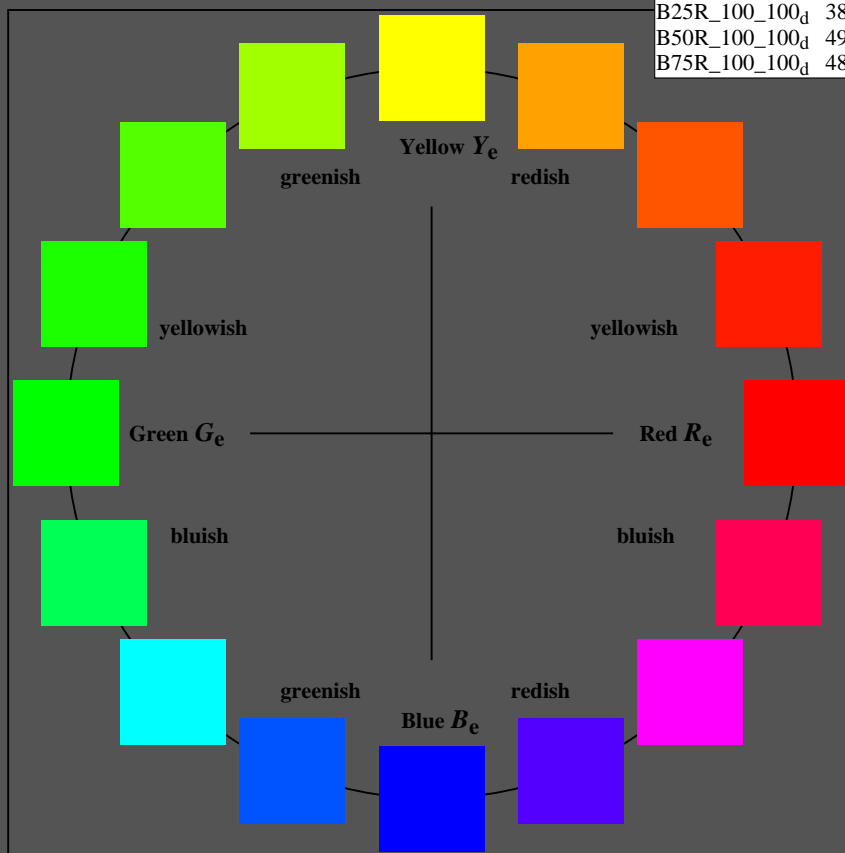 B25R_100_100d 38
B50R_100_100d 49
B75R_100_100d 48
Yellow Ye
greenish redish
yellowish yellowish
Green Ge Red Re
bluish bluish
greenish redish
Blue Be